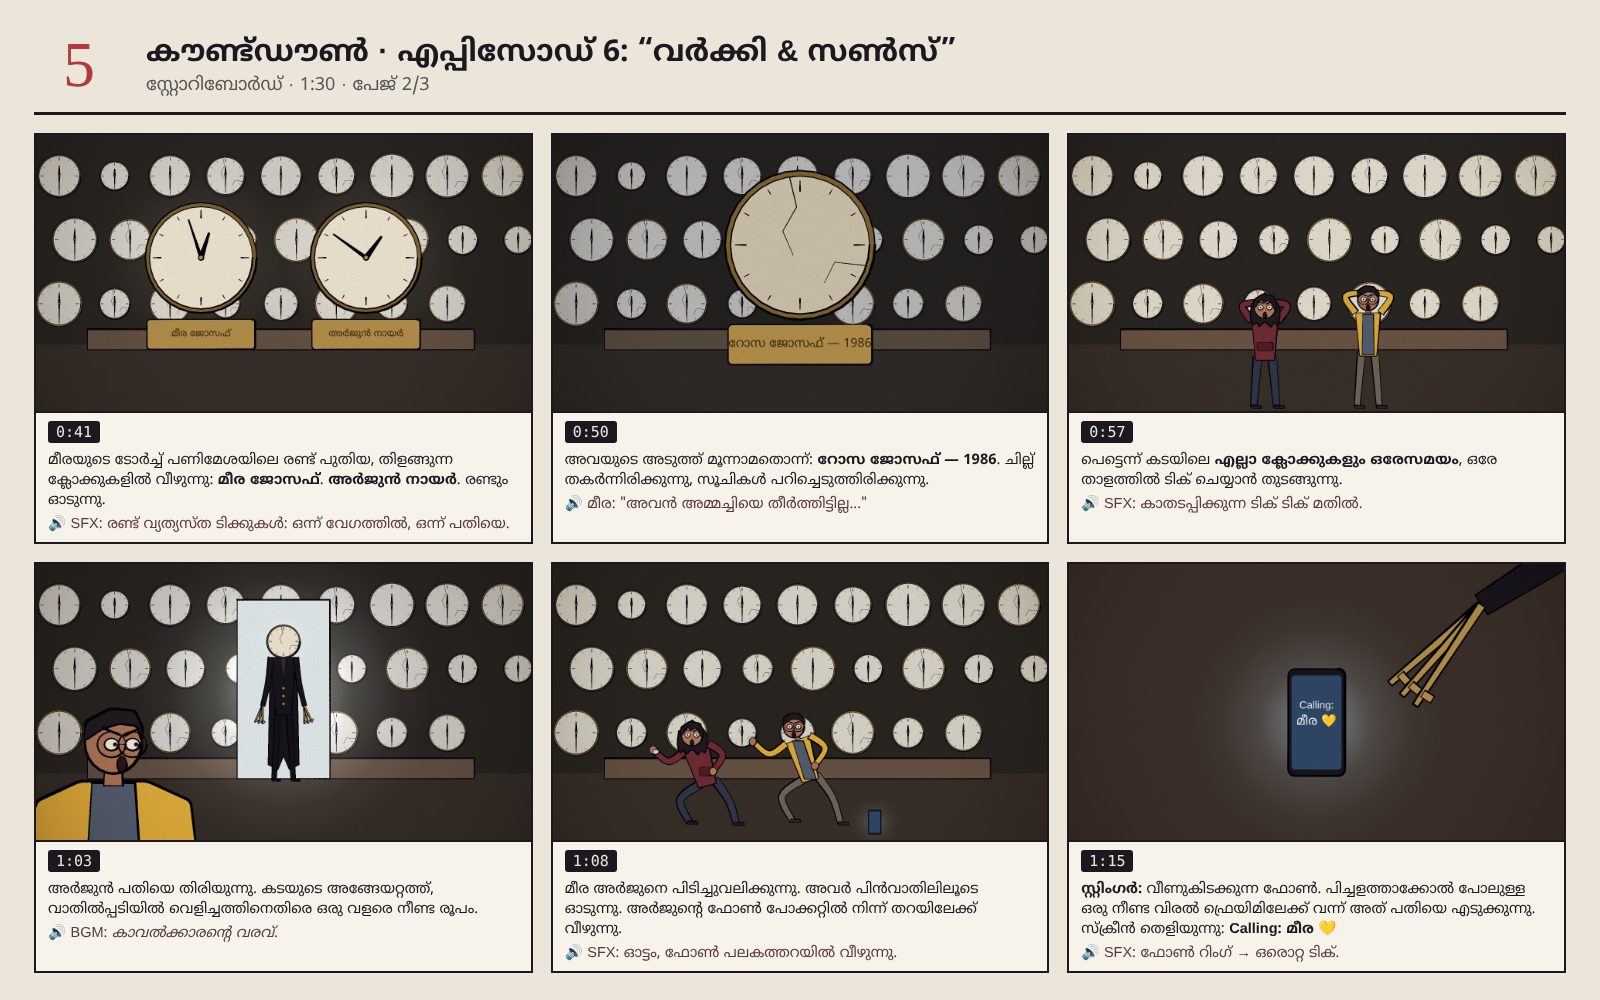 5
കൗണ്ട്ഡൗൺ · എപ്പിസോഡ് 6: “വർക്കി & സൺസ്”
സ്റ്റോറിബോർഡ് · 1:30 · പേജ് 2/3
മീര ജോസഫ്
അർജുൻ നായർ
0:41
മീരയുടെ ടോർച്ച് പണിമേശയിലെ രണ്ട് പുതിയ, തിളങ്ങുന്ന
ക്ലോക്കുകളിൽ വീഴുന്നു: മീര ജോസഫ്. അർജുൻ നായർ. രണ്ടും
ഓടുന്നു.
🔊 SFX: രണ്ട് വ്യത്യസ്ത ടിക്കുകൾ: ഒന്ന് വേഗത്തിൽ, ഒന്ന് പതിയെ.
റോസ ജോസഫ് — 1986
0:50
അവയുടെ അടുത്ത് മൂന്നാമതൊന്ന്: റോസ ജോസഫ് — 1986. ചില്ല്
തകർന്നിരിക്കുന്നു, സൂചികൾ പറിച്ചെടുത്തിരിക്കുന്നു.
🔊 മീര: "അവൻ അമ്മച്ചിയെ തീർത്തിട്ടില്ല..."
0:57
പെട്ടെന്ന് കടയിലെ എല്ലാ ക്ലോക്കുകളും ഒരേസമയം, ഒരേ
താളത്തിൽ ടിക് ചെയ്യാൻ തുടങ്ങുന്നു.
🔊 SFX: കാതടപ്പിക്കുന്ന ടിക് ടിക് മതിൽ.
1:03
അർജുൻ പതിയെ തിരിയുന്നു. കടയുടെ അങ്ങേയറ്റത്ത്,
വാതിൽപ്പടിയിൽ വെളിച്ചത്തിനെതിരെ ഒരു വളരെ നീണ്ട രൂപം.
🔊 BGM: കാവൽക്കാരന്റെ വരവ്.
1:08
മീര അർജുനെ പിടിച്ചുവലിക്കുന്നു. അവർ പിൻവാതിലിലൂടെ
ഓടുന്നു. അർജുന്റെ ഫോൺ പോക്കറ്റിൽ നിന്ന് തറയിലേക്ക്
വീഴുന്നു.
🔊 SFX: ഓട്ടം, ഫോൺ പലകത്തറയിൽ വീഴുന്നു.
Calling:
മീര 💛
1:15
സ്റ്റിംഗർ: വീണുകിടക്കുന്ന ഫോൺ. പിച്ചളത്താക്കോൽ പോലുള്ള
ഒരു നീണ്ട വിരൽ ഫ്രെയിമിലേക്ക് വന്ന് അത് പതിയെ എടുക്കുന്നു.
സ്ക്രീൻ തെളിയുന്നു: Calling: മീര 💛
🔊 SFX: ഫോൺ റിംഗ് → ഒരൊറ്റ ടിക്.